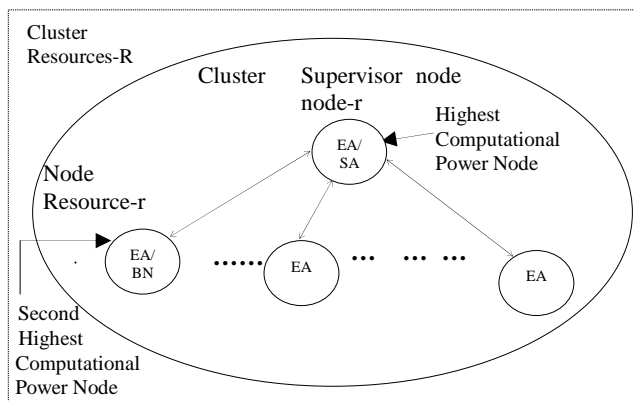 Cluster
Resources-R
Cluster
Supervisor node
node-r
Highest
Computational
Power Node
EA/
SA
Node
Resource-r
EA/
BN
......
EA
... ... ...
EA
Second
Highest
Computational
Power Node